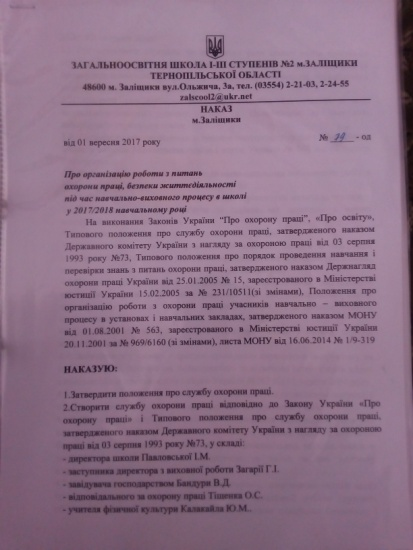 ЗАГАЛЬНООСВІТНЯ ШКОЛА І-ІІІ СТУПЕНІВ №2 м.ЗАЛІЩИКИ
ТЕРНОПІЛЬСЬКОЇ ОБЛАСТІ
48600 м. Заліщики вул.Ольжича, 3а, тел. (03554) 2-21-03, 2-24-55
zalscool2@ukr.net
НАКАЗ
м.Заліщики
від 01 вересня 2017 року
№ 79 - од
Про організацію роботи з питань
охорони праці, безпеки життєдіяльності
під час навчально-виховного процесу в школі
у 2017/2018 навчальному році
На виконання Законів України “Про охорону праці”, «Про освіту»,
Типового положення про службу охорони праці, затвердженого наказом
Державного комітету України з нагляду за охороною праці від 03 серпня
1993 року №73, Типового положення про порядок проведення навчання і
перевірки знань з питань охорони праці, затвердженого наказом Держнагляд
охорони праці України від 25.01.2005 № 15, зареєстрованого в Міністерстві
юстиції України 15.02.2005 за № 231/10511(зі змінами), Положення про
організацію роботи з охорони праці учасників навчально – виховного
процесу в установах і навчальних закладах, затвердженого наказом МОНУ
від 01.08.2001 № 563, зареєстрованого в Міністерстві юстиції України
20.11.2001 за № 969/6160 (зі змінами), листа МОНУ від 16.06.2014 № 1/9-319
НАКАЗУЮ:
1.Затвердити положення про службу охорони праці.
2.Створити службу охорони праці відповідно до Закону України «Про
охорону праці» і Типового положення про службу охорони праці,
затвердженого наказом Державного комітету України з нагляду за охороною
праці від 03 серпня 1993 року №73, у складі:
- директора школи Павловської І.М.
- заступника директора з виховної роботи Загарії Г.І.
- завідувача господарством Бандури В.Д.
- відповідального за охорону праці Тішечка О.С.
- учителя фізичної культури Калакайла Ю.М..